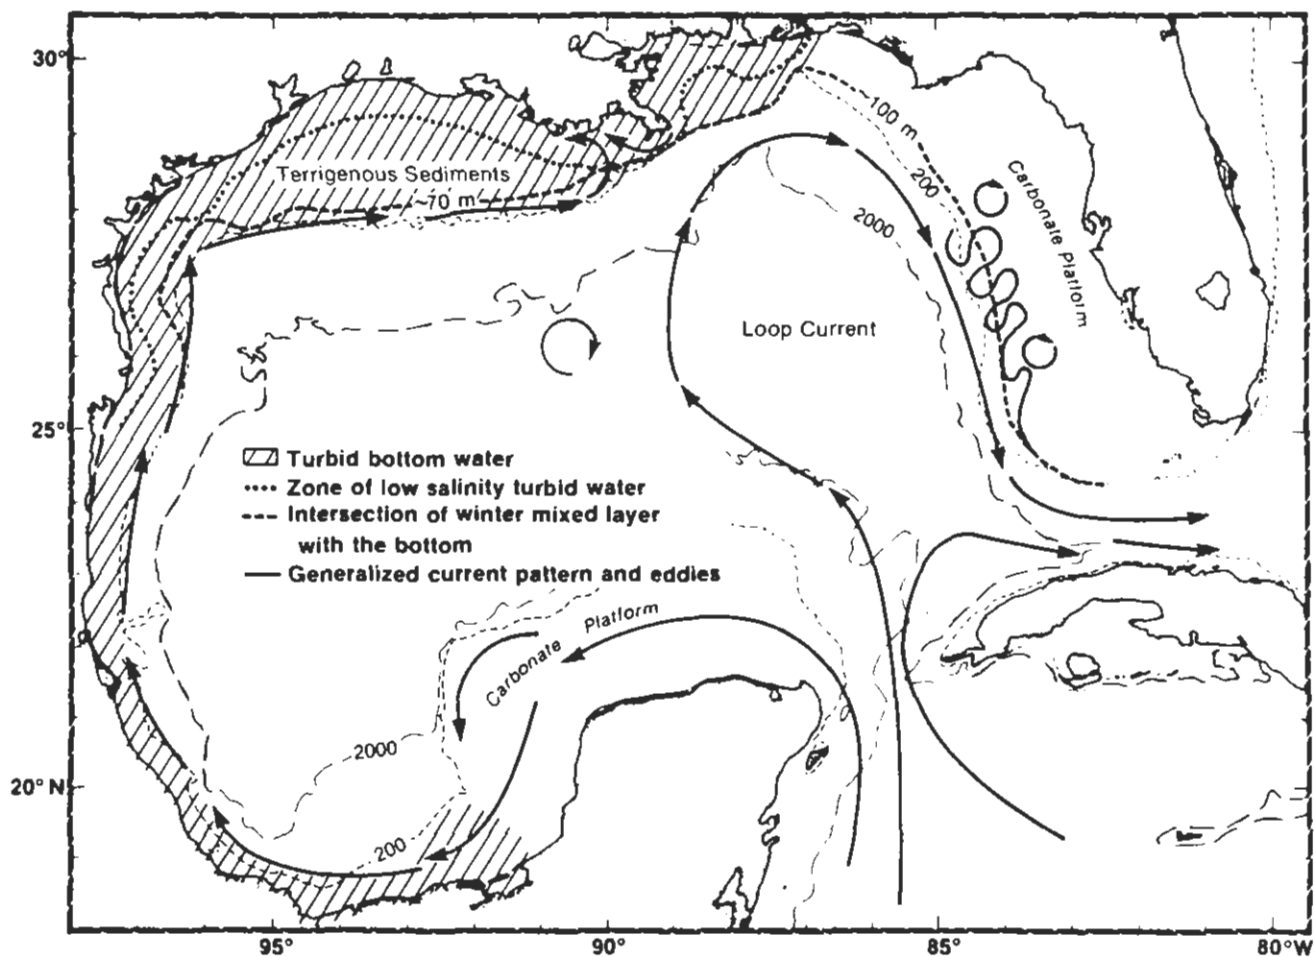 30°
100 m
Terrigenous Sediments
~70 m
200
2000
Carbonate Platform
Loop Current
25°
Turbid bottom water
Zone of low salinity turbid water
Intersection of winter mixed layer
with the bottom
Generalized current pattern and eddies
Carbonate Platform
2000
20° N
200
95°
90°
85°
80° W